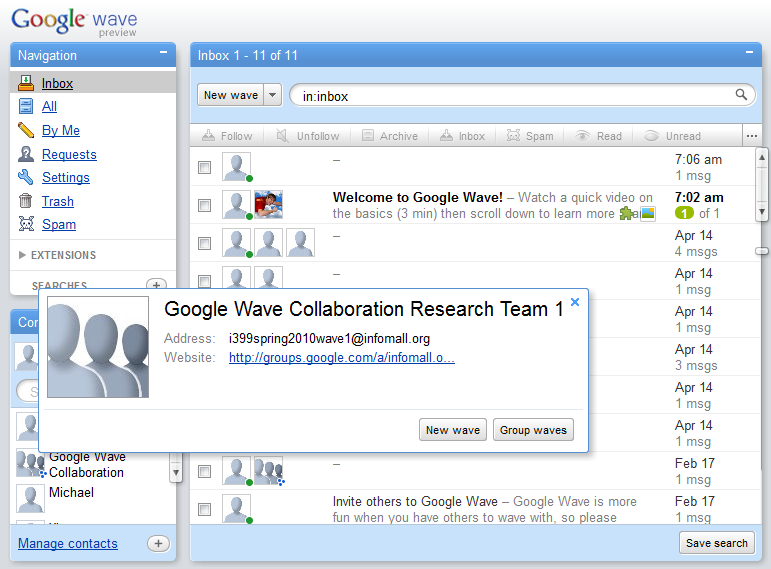 Google wave
preview
Navigation
Inbox
All
By Me
Requests
Settings
Trash
Spam
EXTENSIONS
SEARCHES
Google Wave
Collaboration
Michael
Manage contacts
Inbox 1 - 11 of 11
New wave
in:inbox
Follow
Unfollow
Archive
Inbox
Spam
Read
Unread
...
–
7:06 am
1 msg
Welcome to Google Wave! – Watch a quick video on
7:02 am
the basics (3 min) then scroll down to learn more
1 of 1
–
Apr 14
4 msgs
–
Apr 14
1 msg
Apr 14
1 msg
Apr 14
3 msgs
Apr 14
1 msg
Apr 14
1 msg
–
Feb 17
1 msg
Invite others to Google Wave – Google Wave is more
Feb 17
fun when you have others to wave with, so please
1 msg
Save search
Google Wave Collaboration Research Team 1
Address: i399spring2010wave1@infomall.org
Website: http://groups.google.com/a/infomall.o...
New wave
Group waves